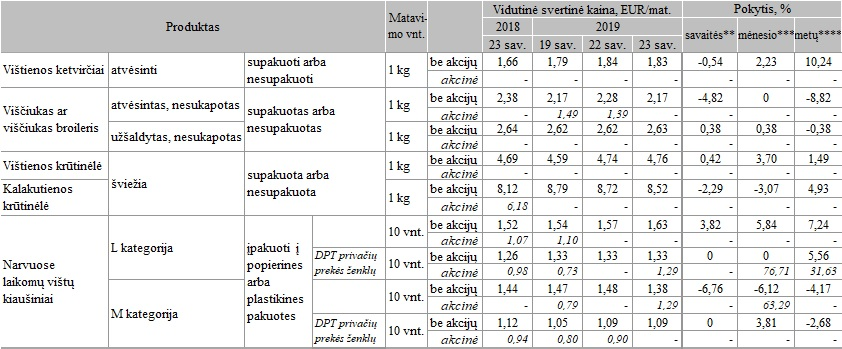 Produktas Matavi- mo vnt. Vidutinė svertinė kaina, EUR/mat. Pokytis, %
2018 2019 savaitės** mėnesio*** metų****
23 sav. 19 sav. 22 sav. 23 sav.
Vištienos ketvirčiai atvėsinti supakuoti arba nesupakuoti 1 kg be akcijų 1,66 1,79 1,84 1,83 -0,54 2,23 10,24
akcinė - - - - - - -
Viščiukas ar viščiukas broileris atvėsintas, nesukapotas supakuotas arba nesupakuotas 1 kg be akcijų 2,38 2,17 2,28 2,17 -4,82 0 -8,82
akcinė - 1,49 1,39 - - - -
užšaldytas, nesukapotas 1 kg be akcijų 2,64 2,62 2,62 2,63 0,38 0,38 -0,38
akcinė - - - - - - -
Vištienos krūtinėlė šviežia supakuota arba nesupakuota 1 kg be akcijų 4,69 4,59 4,74 4,76 0,42 3,70 1,49
akcinė - - - - - - -
Kalakutienos krūtinėlė 1 kg be akcijų 8,12 8,79 8,72 8,52 -2,29 -3,07 4,93
akcinė 6,18 - - - - - -
Narvuose laikomų vištų kiaušiniai L kategorija įpakuoti į popierines arba plastikines pakuotes 10 vnt. be akcijų 1,52 1,54 1,57 1,63 3,82 5,84 7,24
akcinė 1,07 1,10 - - - - -
DPT privačių prekės ženklų 10 vnt. be akcijų 1,26 1,33 1,33 1,33 0 0 5,56
akcinė 0,98 0,73 - 1,29 - 76,71 31,63
M kategorija 10 vnt. be akcijų 1,44 1,47 1,48 1,38 -6,76 -6,12 -4,17
akcinė - 0,79 - 1,29 - 63,29 -
DPT privačių prekės ženklų 10 vnt. be akcijų 1,12 1,05 1,09 1,09 0 3,81 -2,68
akcinė 0,94 0,80 0,90 - - - -